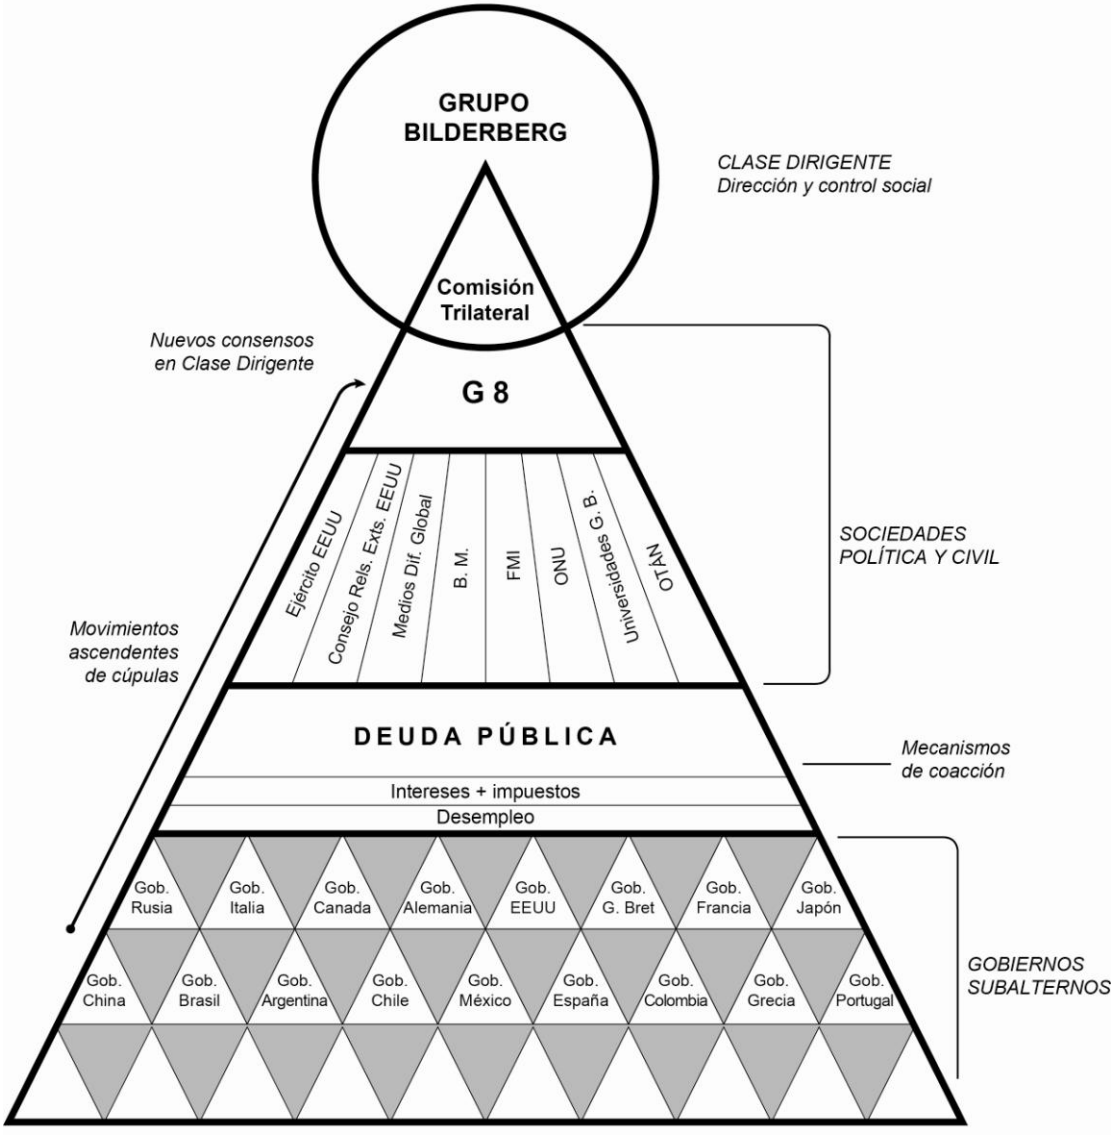 GRUPO
BILDERBERG
CLASE DIRIGENTE
Dirección y control social
Comisión
Trilateral
Nuevos consensos
en Clase Dirigente
G 8
Ejército EEUU
Consejo Rels. Exts. EEUU
Medios Dif. Global
B. M.
FMI
ONU
Universidades G. B.
OTAN
SOCIEDADES
POLÍTICA Y CIVIL
Movimientos
ascendentes
de cúpulas
DEUDA PÚBLICA
Mecanismos
de coacción
Intereses + impuestos
Desempleo
Gob.
Rusia
Gob.
Italia
Gob.
Canada
Gob.
Alemania
Gob.
EEUU
Gob.
G. Bret
Gob.
Francia
Gob.
Japón
GOBIERNOS
SUBALTERNOS
Gob.
China
Gob.
Brasil
Gob.
Argentina
Gob.
Chile
Gob.
México
Gob.
España
Gob.
Colombia
Gob.
Grecia
Gob.
Portugal